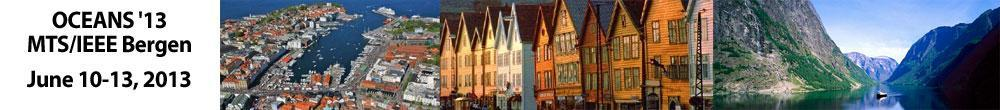 OCEANS '13
MTS/IEEE Bergen
June 10-13, 2013